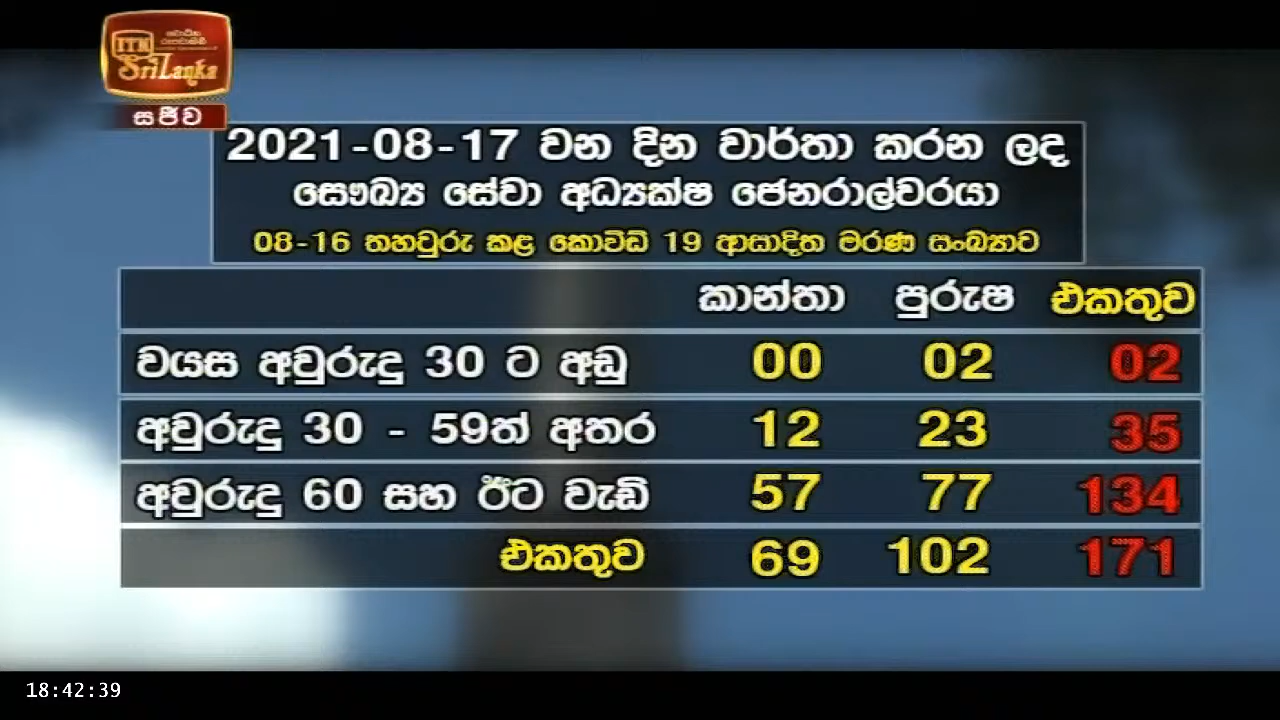 ITN
SriLanka
සජීව
2021-08-17 වන දින වාර්තා කරන ලද
සෞඛ්‍ය සේවා අධ්‍යක්ෂ ජෙනරාල්වරයා
08-16 තහවුරු කළ කොවිඩ් 19 ආසාදිත මරණ සංඛ්‍යාව
කාන්තා පුරුෂ එකතුව
වයස අවුරුදු 30 ට අඩු 00 02 02
අවුරුදු 30 - 59ත් අතර 12 23 35
අවුරුදු 60 සහ ඊට වැඩි 57 77 134
එකතුව 69 102 171
18:42:39